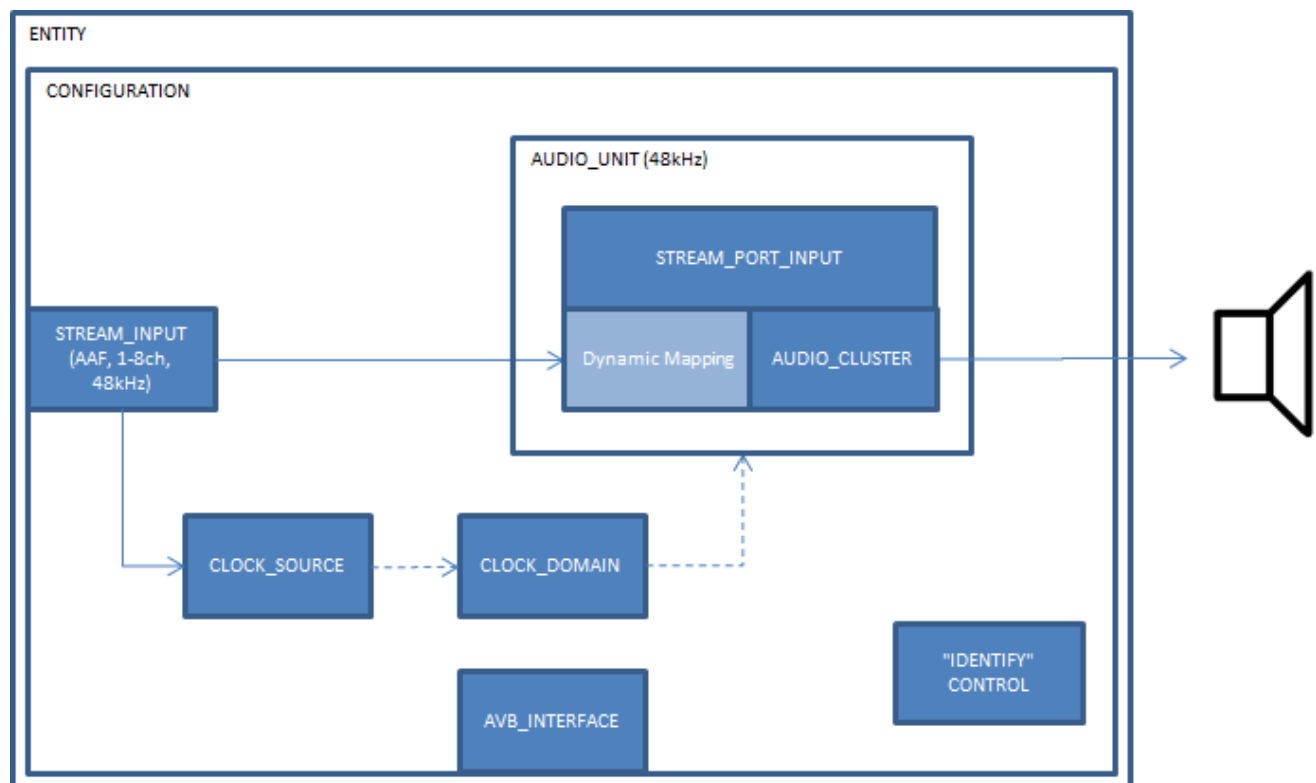 ENTITY
CONFIGURATION
AUDIO_UNIT (48kHz)
STREAM_PORT_INPUT
STREAM_INPUT
(AAF, 1-8ch,
48kHz)
Dynamic Mapping
AUDIO_CLUSTER
CLOCK_SOURCE
CLOCK_DOMAIN
"IDENTIFY"
CONTROL
AVB_INTERFACE